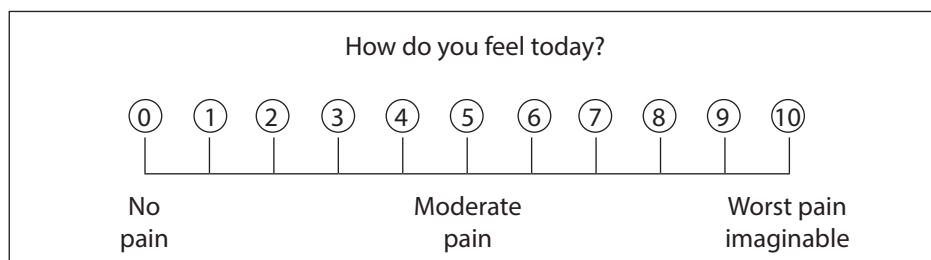 How do you feel today?
0 1 2 3 4 5 6 7 8 9 10
No Moderate Worst pain
pain pain imaginable